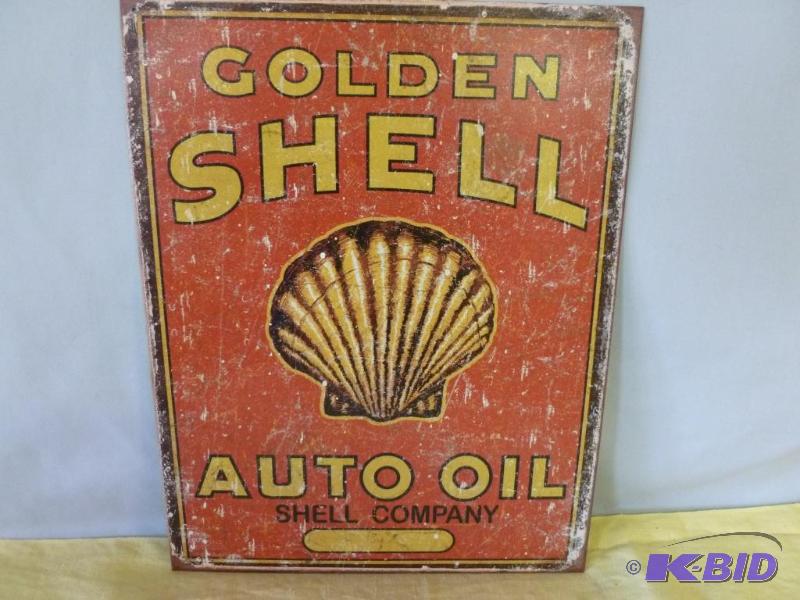 GOLDEN
SHELL
AUTO OIL
SHELL COMPANY
© K-BID